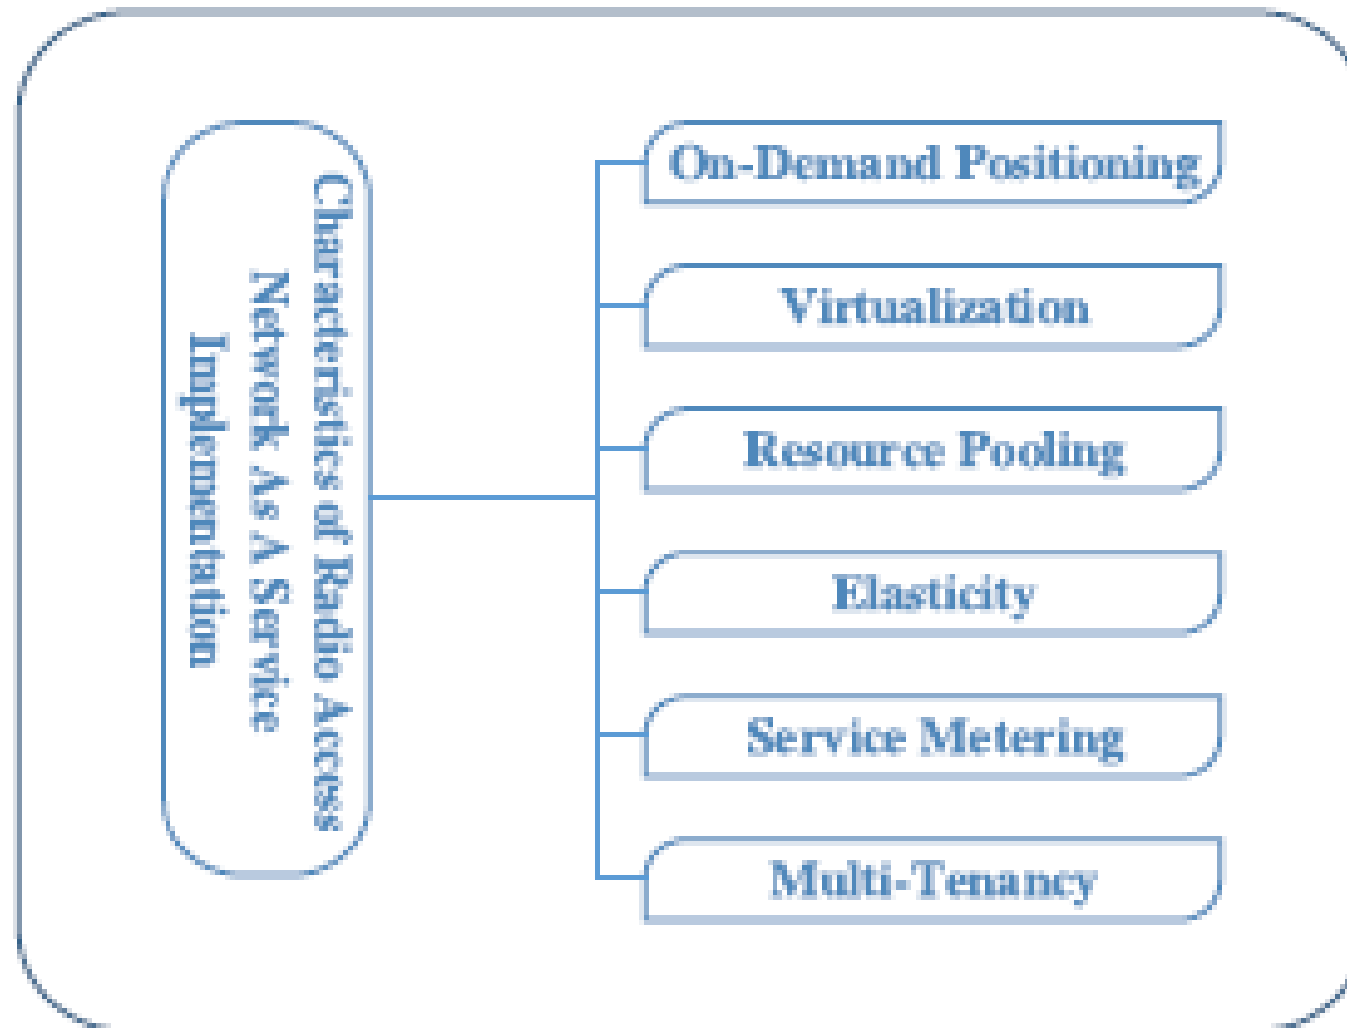 Characteristics of Radio Access
Network As A Service
Implementation
On-Demand Positioning
Virtualization
Resource Pooling
Elasticity
Service Metering
Multi-Tenancy